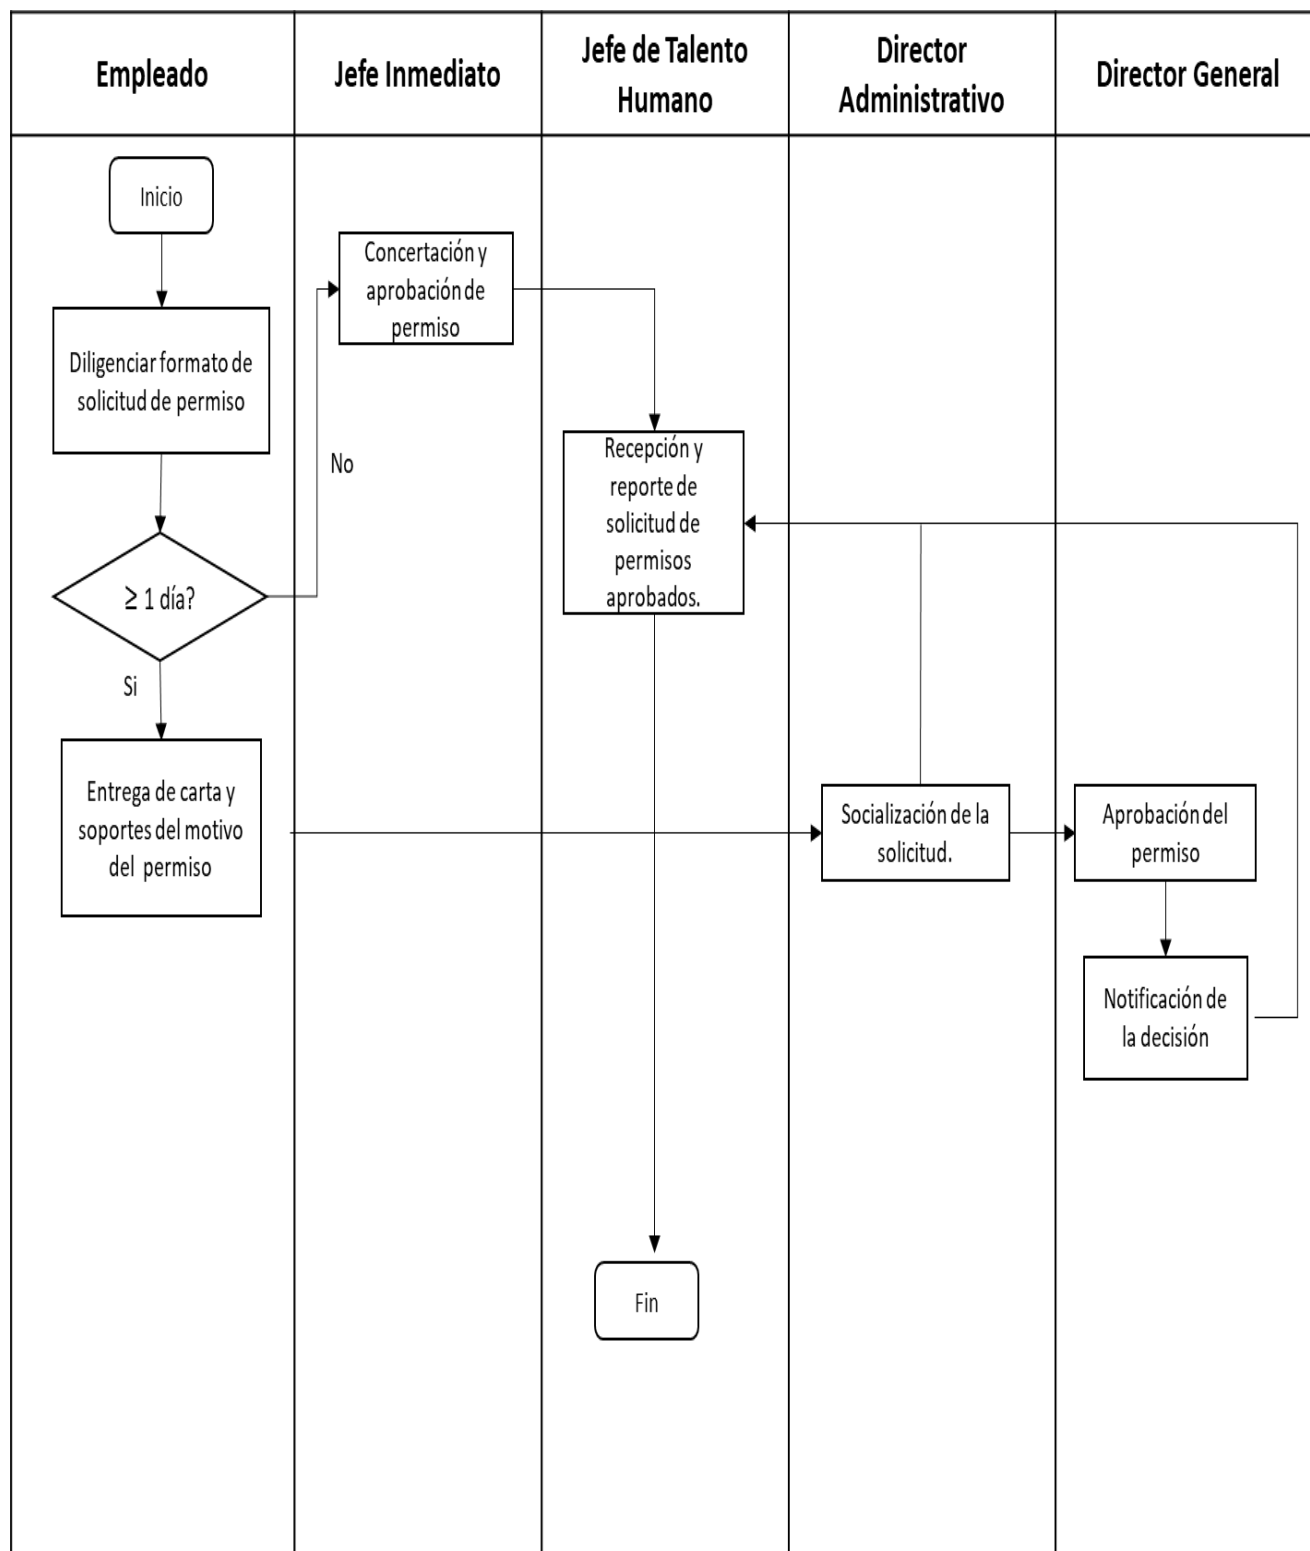 Empleado
Jefe Inmediato
Jefe de Talento
Humano
Director
Administrativo
Director General
Inicio
Diligenciar formato de
solicitud de permiso
≥ 1 día?
No
Si
Entrega de carta y
soportes del motivo
del permiso
Concertación y
aprobación de
permiso
Recepción y
reporte de
solicitud de
permisos
aprobados.
Fin
Socialización de la
solicitud.
Aprobación del
permiso
Notificación de
la decisión